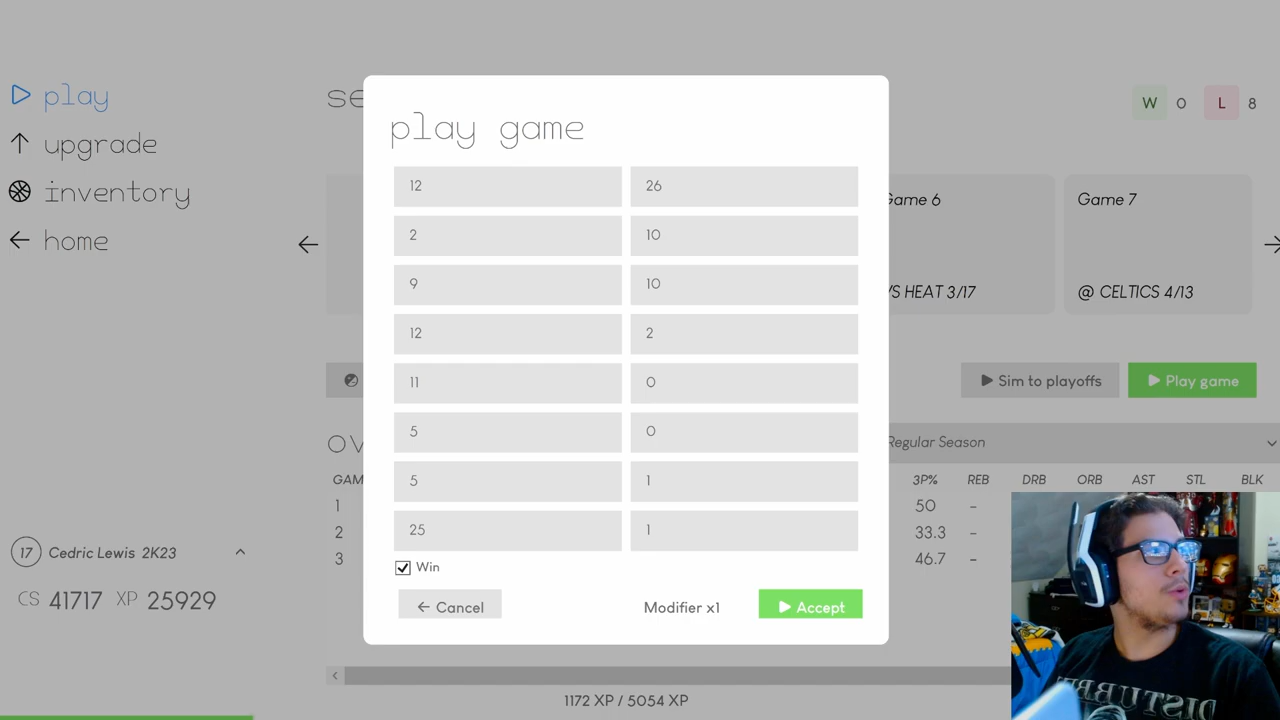 play
upgrade
inventory
home
se
W 0 L 8
play game
12 26
2 10
9 10
12 2
11 0
5 0
5 1
25 1
Win
Cancel Modifier x1 Accept
Game 6
VS HEAT 3/17
Game 7
@ CELTICS 4/13
Sim to playoffs Play game
OV
Regular Season
GAM 3P% REB DRB ORB AST STL BLK
1 50 -
2 33.3 -
3 46.7 -
17 Cedric Lewis 2K23
CS 41717 XP 25929
1172 XP / 5054 XP
DISTURBE